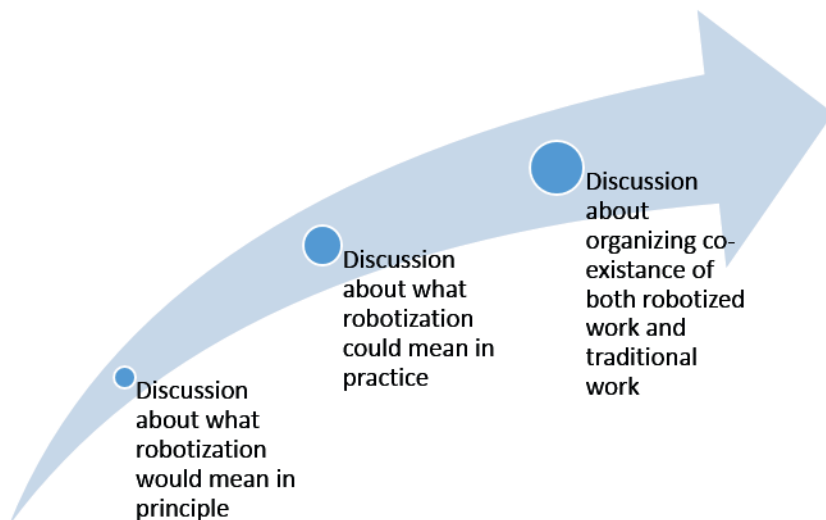 Discussion
about what
robotization
would mean in
principle
Discussion
about what
robotization
could mean in
practice
Discussion
about
organizing co-
existance of
both robotized
work and
traditional
work